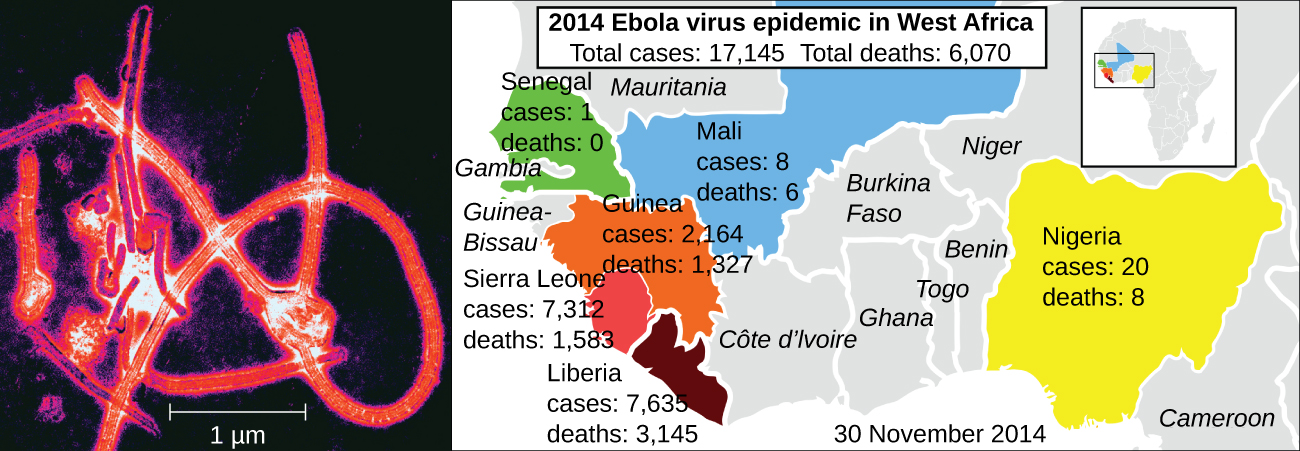 1 µm
2014 Ebola virus epidemic in West Africa
Total cases: 17,145 Total deaths: 6,070
Senegal
cases: 1
deaths: 0
Mauritania
Mali
cases: 8
deaths: 6
Niger
Gambia
Burkina
Faso
Guinea-
Bissau
Guinea
cases: 2,164
deaths: 1,327
Benin
Nigeria
cases: 20
deaths: 8
Sierra Leone
cases: 7,312
deaths: 1,583
Togo
Ghana
Côte d’Ivoire
Liberia
cases: 7,635
deaths: 3,145
Cameroon
30 November 2014